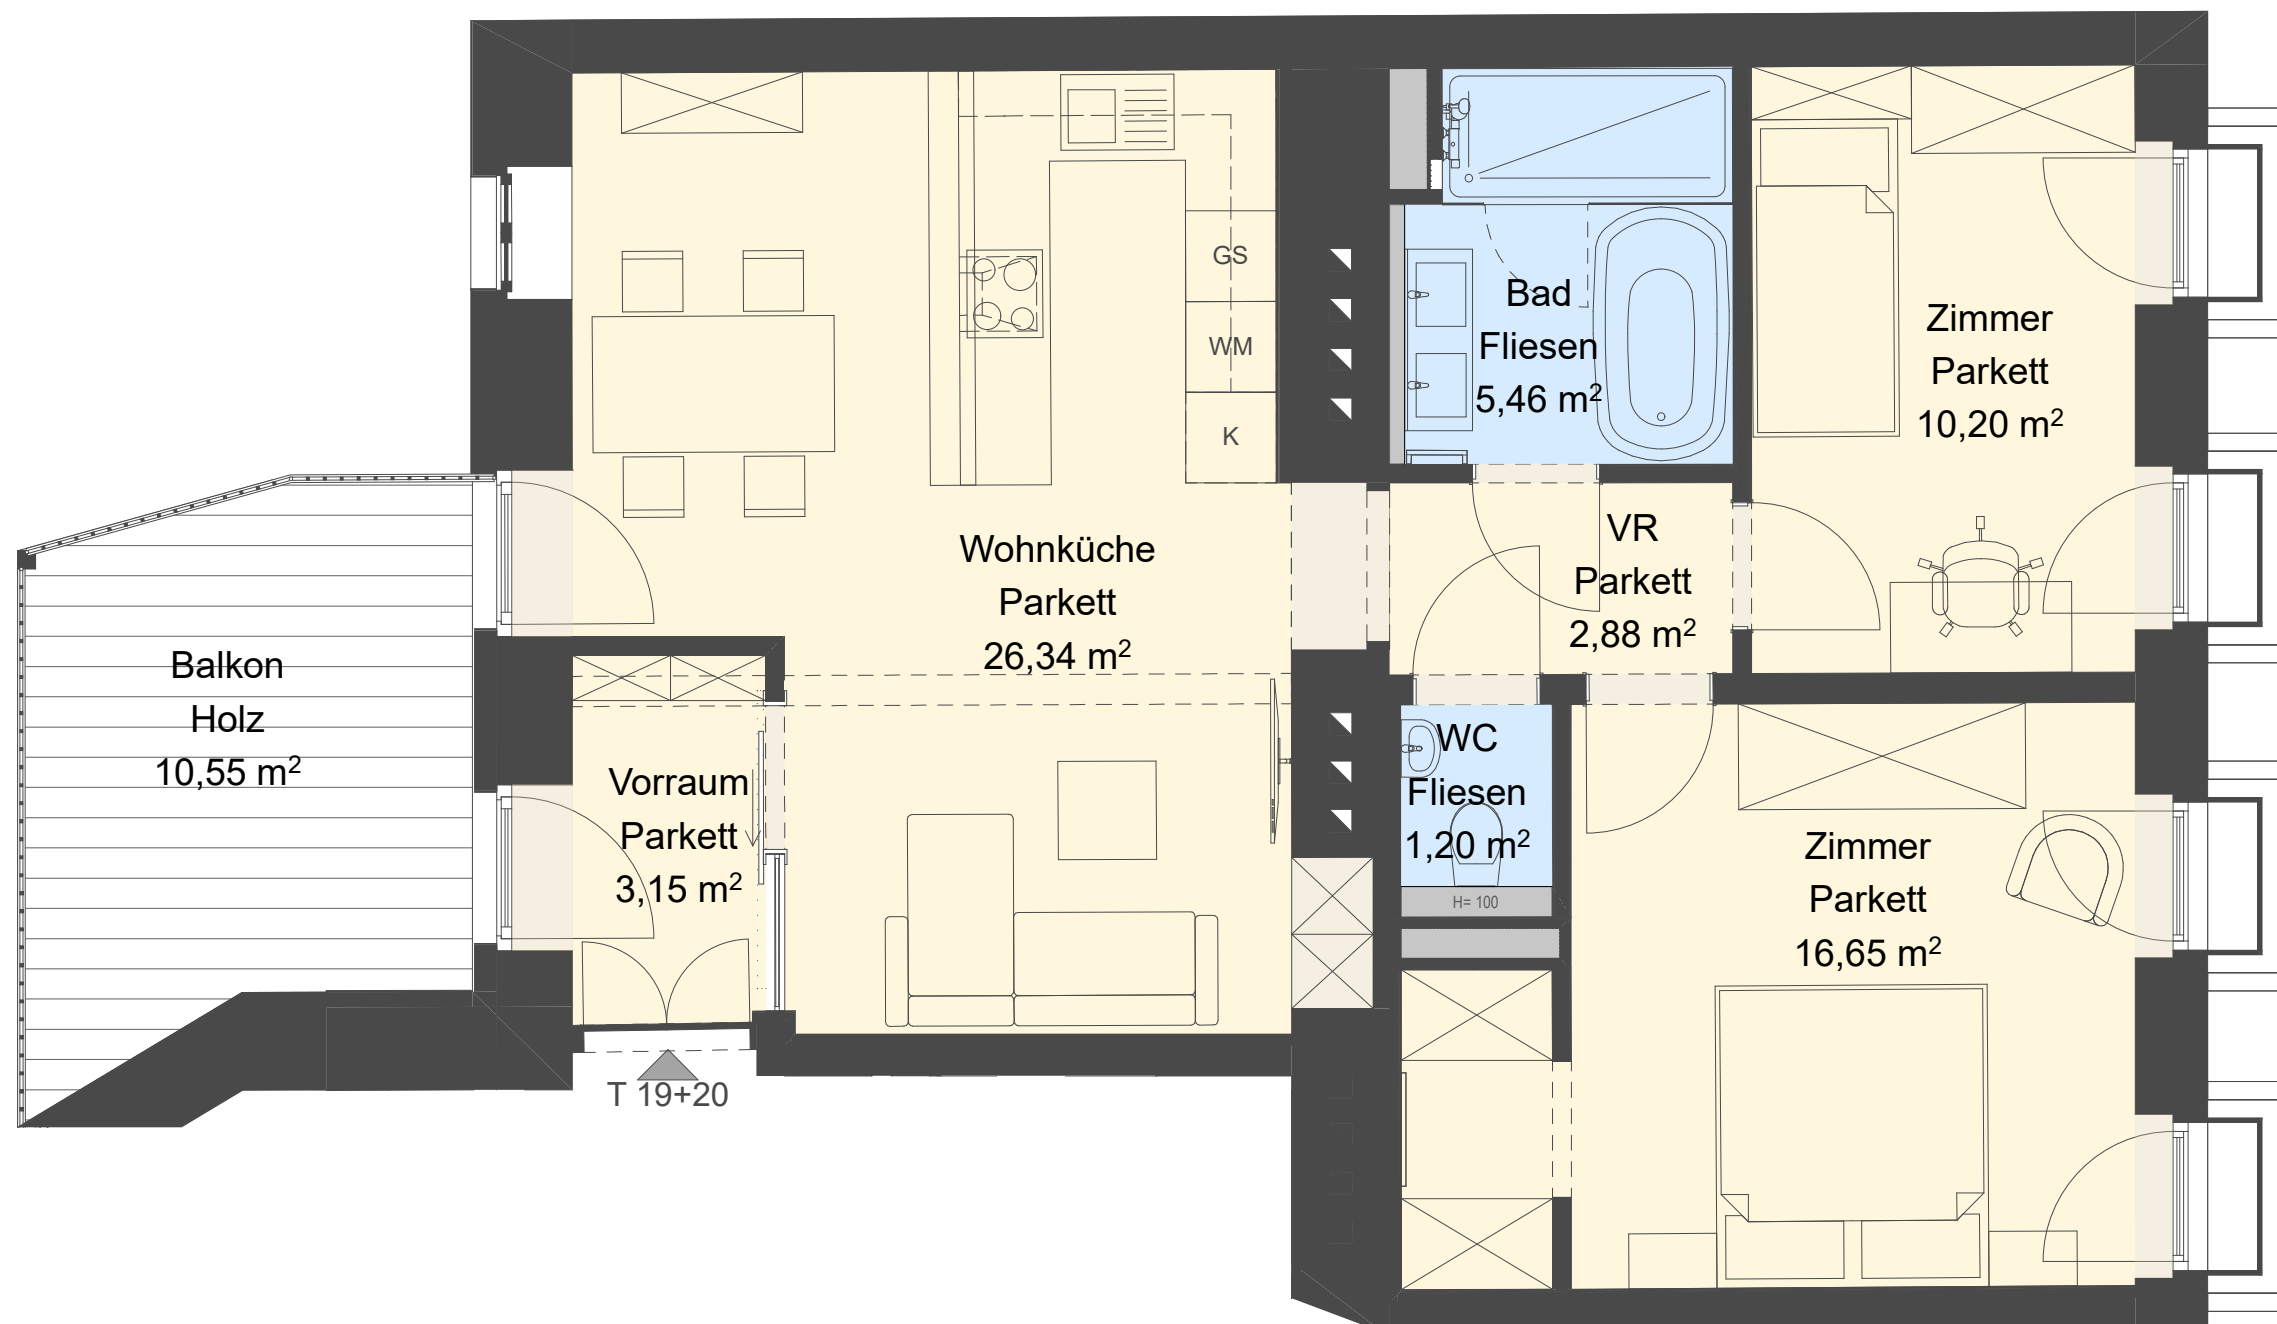 GS
WM
K
Bad
Fliesen
5,46 m²
Zimmer
Parkett
10,20 m²
Wohnküche
Parkett
26,34 m²
VR
Parkett
2,88 m²
Balkon
Holz
10,55 m²
Vorraum
Parkett
3,15 m²
WC
Fliesen
1,20 m²
H= 100
Zimmer
Parkett
16,65 m²
T 19+20